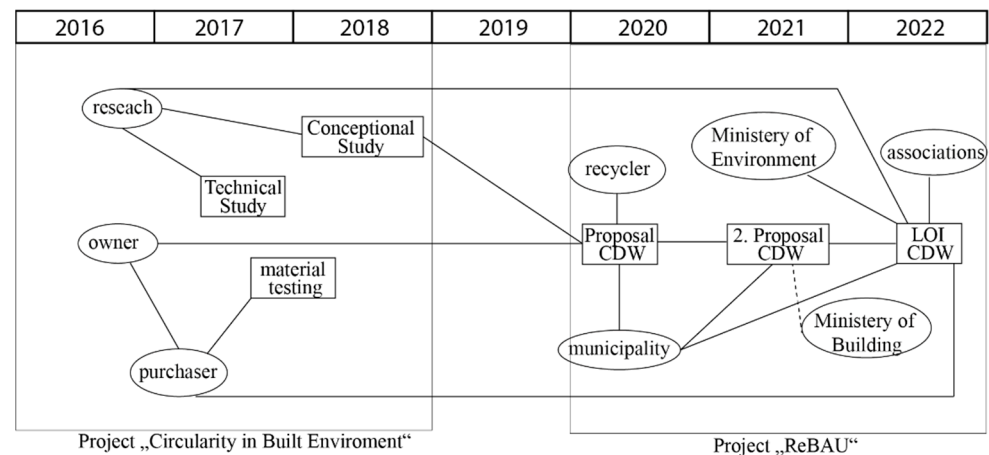 2016 2017 2018 2019 2020 2021 2022
reseach
Conceptional
Study
Technical
Study
owner
material
testing
purchaser
recycler
Proposal
CDW
municipality
Ministery of
Environment
2. Proposal
CDW
Ministery of
Building
associations
LOI
CDW
Project „Circularity in Built Enviroment“
Project „ReBAU“